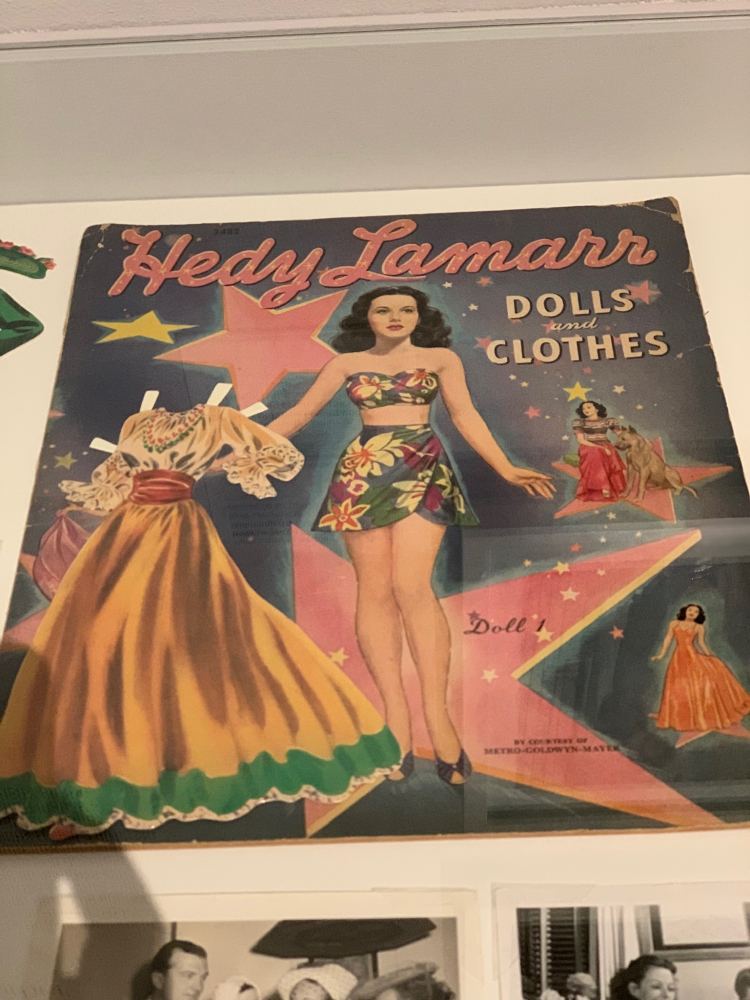 Hedy Lamarr
DOLLS
and
CLOTHES
Doll 1
BY COURTESY OF
METRO-GOLDWYN-MAYER